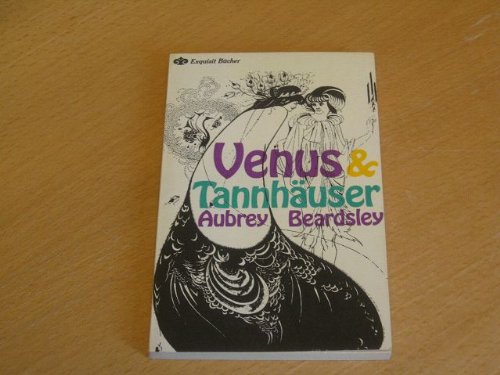 Exquisit Bücher
Venus &
Tannhäuser
Aubrey Beardsley